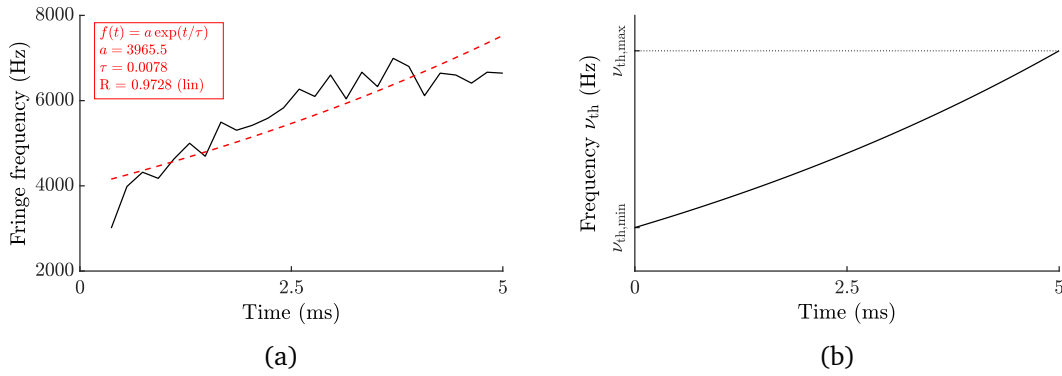 8000
6000
4000
2000
Fringe frequency (Hz)
f(t) = a exp(t/τ)
a = 3965.5
τ = 0.0078
R = 0.9728 (lin)
0
2.5
5
Time (ms)
(a)
Frequency ν_th (Hz)
ν_th,max
ν_th,min
0
2.5
5
Time (ms)
(b)